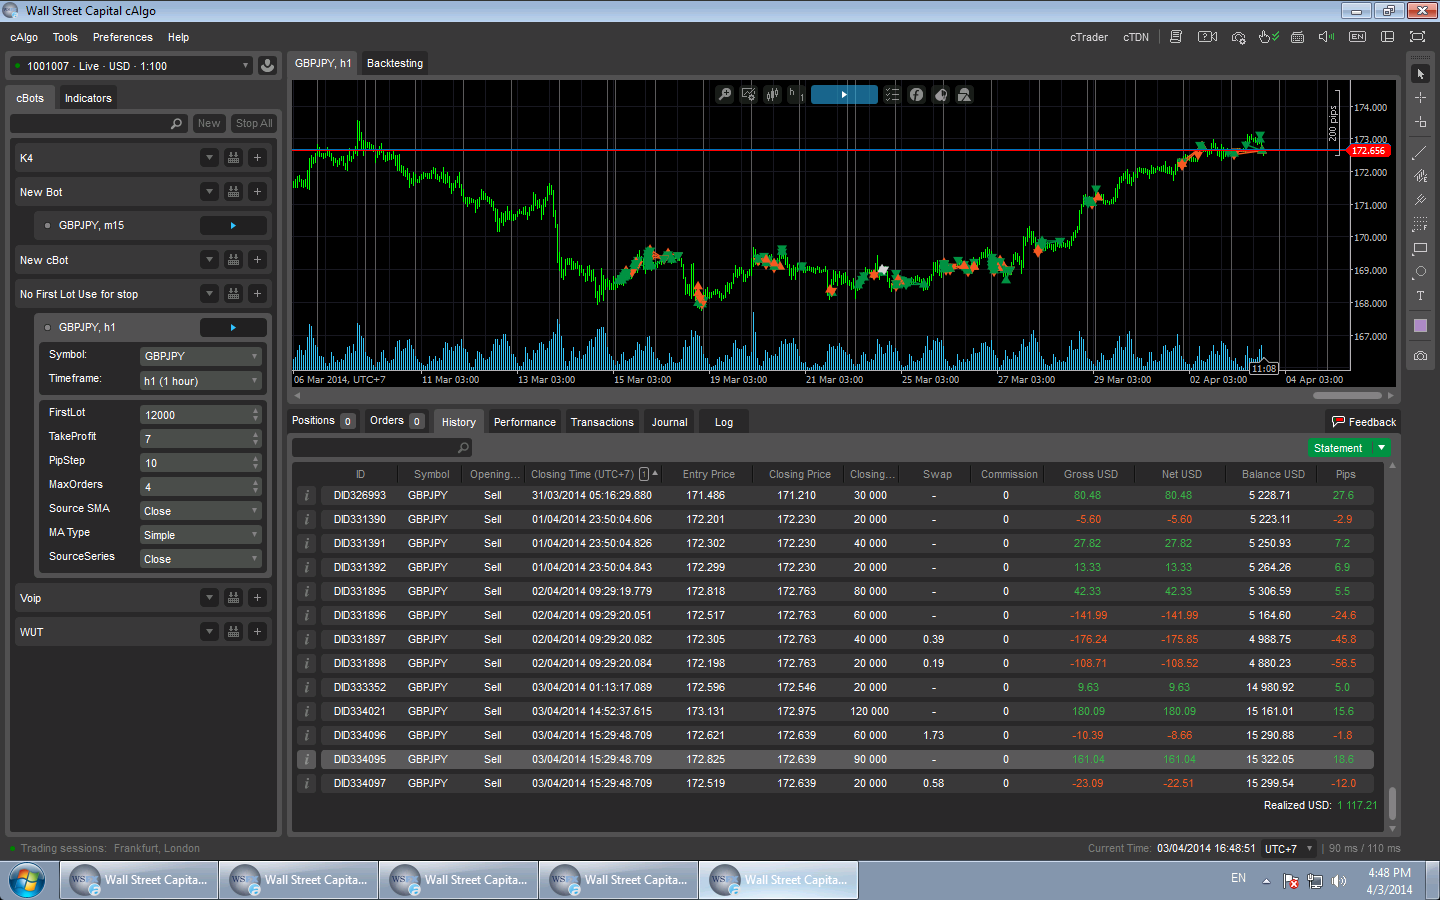 Wall Street Capital cAlgo
cAlgo Tools Preferences Help
cTrader cTDN EN
1001007 · Live · USD · 1:100
cBots Indicators
New Stop All
K4
New Bot
GBPJPY, m15
New cBot
No First Lot Use for stop
GBPJPY, h1
Symbol: GBPJPY
Timeframe: h1 (1 hour)
FirstLot 12000
TakeProfit 7
PipStep 10
MaxOrders 4
Source SMA Close
MA Type Simple
SourceSeries Close
Voip
WUT
GBPJPY, h1 Backtesting
h 1
200 pips
174.000
173.000
172.656
172.000
171.000
170.000
169.000
168.000
167.000
11:08
06 Mar 2014, UTC+7 11 Mar 03:00 13 Mar 03:00 15 Mar 03:00 19 Mar 03:00 21 Mar 03:00 25 Mar 03:00 27 Mar 03:00 29 Mar 03:00 02 Apr 03:00 04 Apr 03:00
Positions 0 Orders 0 History Performance Transactions Journal Log Feedback
Statement
ID Symbol Opening... Closing Time (UTC+7) 1 Entry Price Closing Price Closing... Swap Commission Gross USD Net USD Balance USD Pips
i DID326993 GBPJPY Sell 31/03/2014 05:16:29.880 171.486 171.210 30 000 - 0 80.48 80.48 5 228.71 27.6
i DID331390 GBPJPY Sell 01/04/2014 23:50:04.606 172.201 172.230 20 000 - 0 -5.60 -5.60 5 223.11 -2.9
i DID331391 GBPJPY Sell 01/04/2014 23:50:04.826 172.302 172.230 40 000 - 0 27.82 27.82 5 250.93 7.2
i DID331392 GBPJPY Sell 01/04/2014 23:50:04.843 172.299 172.230 20 000 - 0 13.33 13.33 5 264.26 6.9
i DID331895 GBPJPY Sell 02/04/2014 09:29:19.779 172.818 172.763 80 000 - 0 42.33 42.33 5 306.59 5.5
i DID331896 GBPJPY Sell 02/04/2014 09:29:20.051 172.517 172.763 60 000 - 0 -141.99 -141.99 5 164.60 -24.6
i DID331897 GBPJPY Sell 02/04/2014 09:29:20.082 172.305 172.763 40 000 0.39 0 -176.24 -175.85 4 988.75 -45.8
i DID331898 GBPJPY Sell 02/04/2014 09:29:20.084 172.198 172.763 20 000 0.19 0 -108.71 -108.52 4 880.23 -56.5
i DID333352 GBPJPY Sell 03/04/2014 01:13:17.089 172.596 172.546 20 000 - 0 9.63 9.63 14 980.92 5.0
i DID334021 GBPJPY Sell 03/04/2014 14:52:37.615 173.131 172.975 120 000 - 0 180.09 180.09 15 161.01 15.6
i DID334096 GBPJPY Sell 03/04/2014 15:29:48.709 172.621 172.639 60 000 1.73 0 -10.39 -8.66 15 290.88 -1.8
i DID334095 GBPJPY Sell 03/04/2014 15:29:48.709 172.825 172.639 90 000 - 0 161.04 161.04 15 322.05 18.6
i DID334097 GBPJPY Sell 03/04/2014 15:29:48.709 172.519 172.639 20 000 0.58 0 -23.09 -22.51 15 299.54 -12.0
Realized USD: 1 117.21
Trading sessions: Frankfurt, London Current Time: 03/04/2014 16:48:51 UTC+7 90 ms / 110 ms
Wall Street Capita... Wall Street Capita... Wall Street Capita... Wall Street Capita... Wall Street Capita...
EN 4:48 PM
4/3/2014